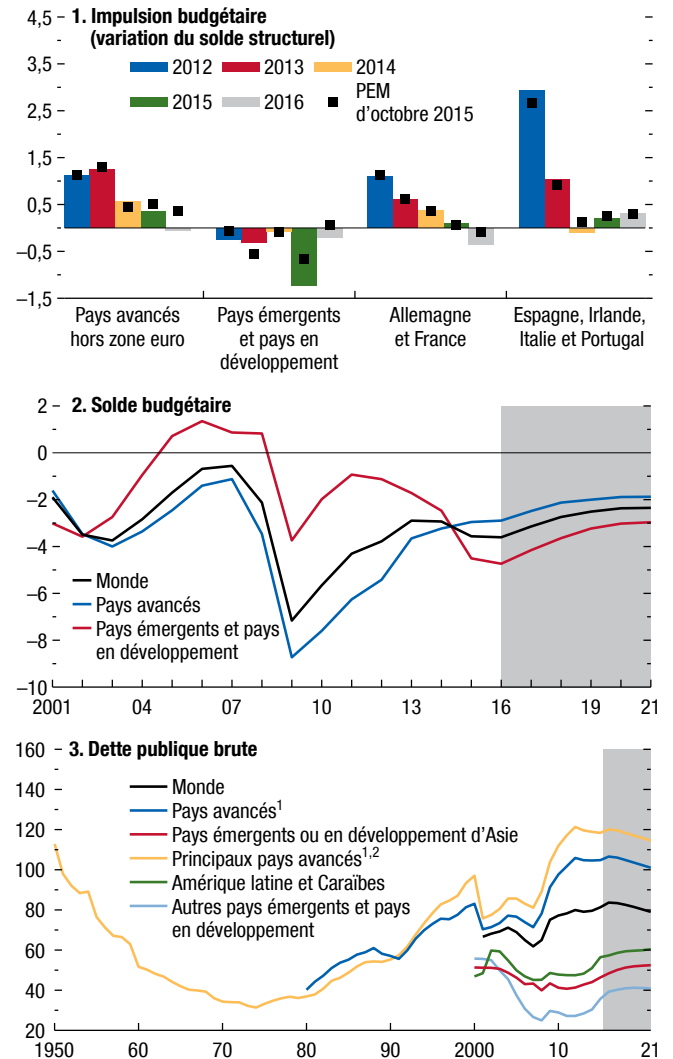 1. Impulsion budgétaire
(variation du solde structurel)
4,5
3,5
2,5
1,5
0,5
–0,5
–1,5
2012
2013
2014
2015
2016
PEM
d'octobre 2015
Pays avancés
hors zone euro
Pays émergents
et pays en
développement
Allemagne
et France
Espagne, Irlande,
Italie et Portugal
2. Solde budgétaire
2
0
–2
–4
–6
–8
–10
Monde
Pays avancés
Pays émergents et pays
en développement
2001 04 07 10 13 16 19 21
3. Dette publique brute
160
140
120
100
80
60
40
20
Monde
Pays avancés¹
Pays émergents ou en développement d'Asie
Principaux pays avancés¹,²
Amérique latine et Caraïbes
Autres pays émergents et pays
en développement
1950 60 70 80 90 2000 10 21